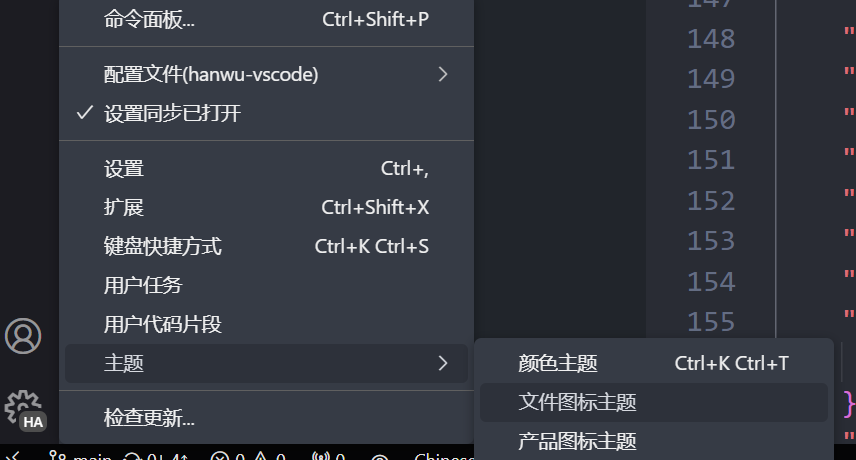 命令面板... Ctrl+Shift+P
配置文件(hanwu-vscode)
设置同步已打开
设置 Ctrl+,
扩展 Ctrl+Shift+X
键盘快捷方式 Ctrl+K Ctrl+S
用户任务
用户代码片段
主题
检查更新...
HA
颜色主题 Ctrl+K Ctrl+T
文件图标主题
产品图标主题
147
148 "
149 "
150 "
151 "
152 "
153 "
154 "
155 "
}
"
main 0↓ 4↑ 0 0 0 Chinese